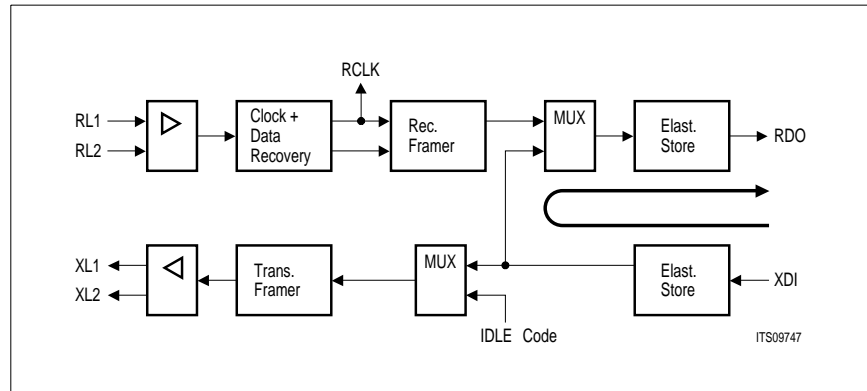 RCLK
RL1
RL2
Clock +
Data
Recovery
Rec.
Framer
MUX
Elast.
Store
RDO
XL1
XL2
Trans.
Framer
MUX
IDLE Code
Elast.
Store
XDI
ITS09747